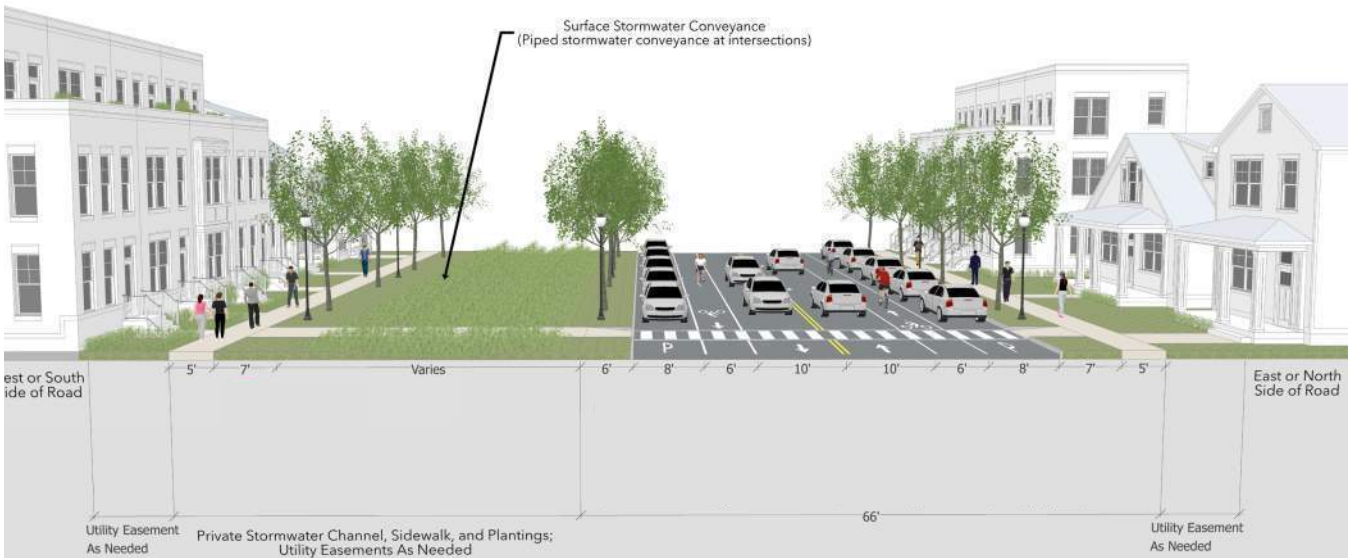 Surface Stormwater Conveyance
(Piped stormwater conveyance at intersections)
P
5' 7' Varies 6' 8' 6' 10' 10' 6' 8' 7' 5'
est or South
ide of Road
East or North
Side of Road
Utility Easement
As Needed
Private Stormwater Channel, Sidewalk, and Plantings;
Utility Easements As Needed
66'
Utility Easement
As Needed